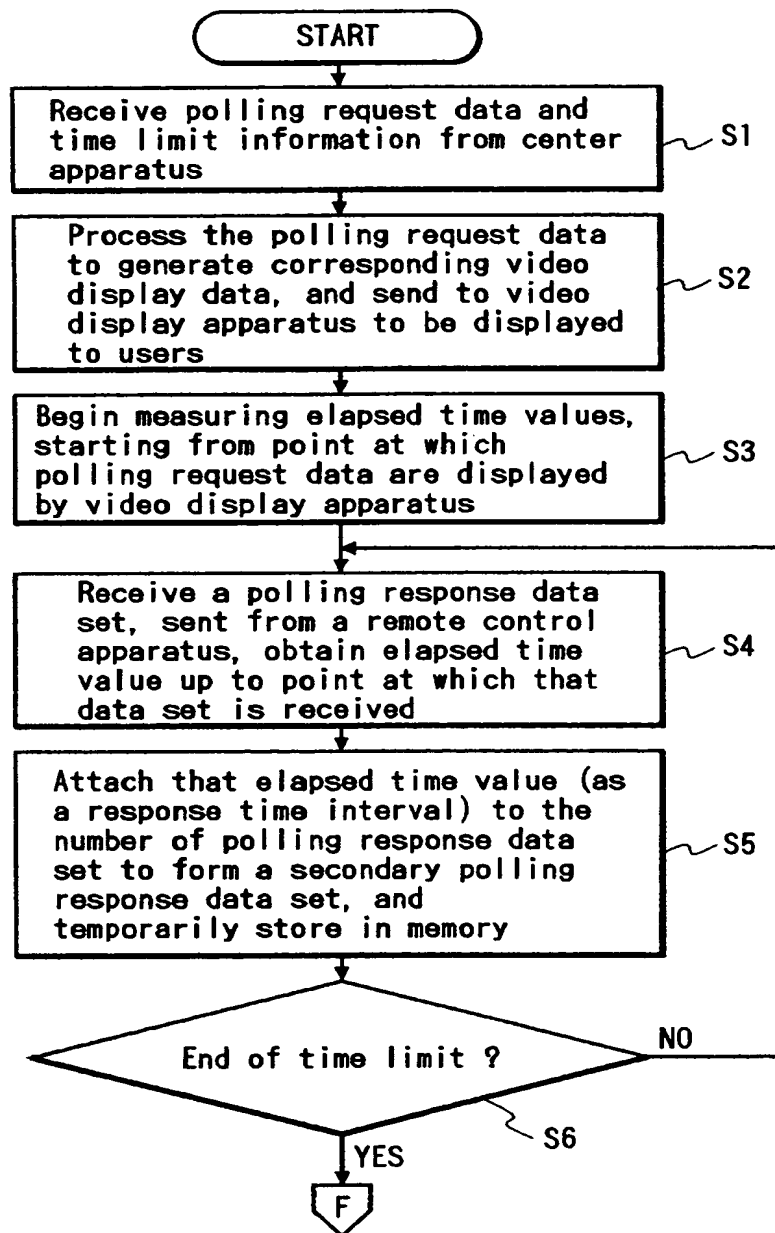 START
Receive polling request data and
time limit information from center
apparatus
S1
Process the polling request data
to generate corresponding video
display data, and send to video
display apparatus to be displayed
to users
S2
Begin measuring elapsed time values,
starting from point at which
polling request data are displayed
by video display apparatus
S3
Receive a polling response data
set, sent from a remote control
apparatus, obtain elapsed time
value up to point at which that
data set is received
S4
Attach that elapsed time value (as
a response time interval) to the
number of polling response data
set to form a secondary polling
response data set, and
temporarily store in memory
S5
End of time limit ?
NO
S6
YES
F